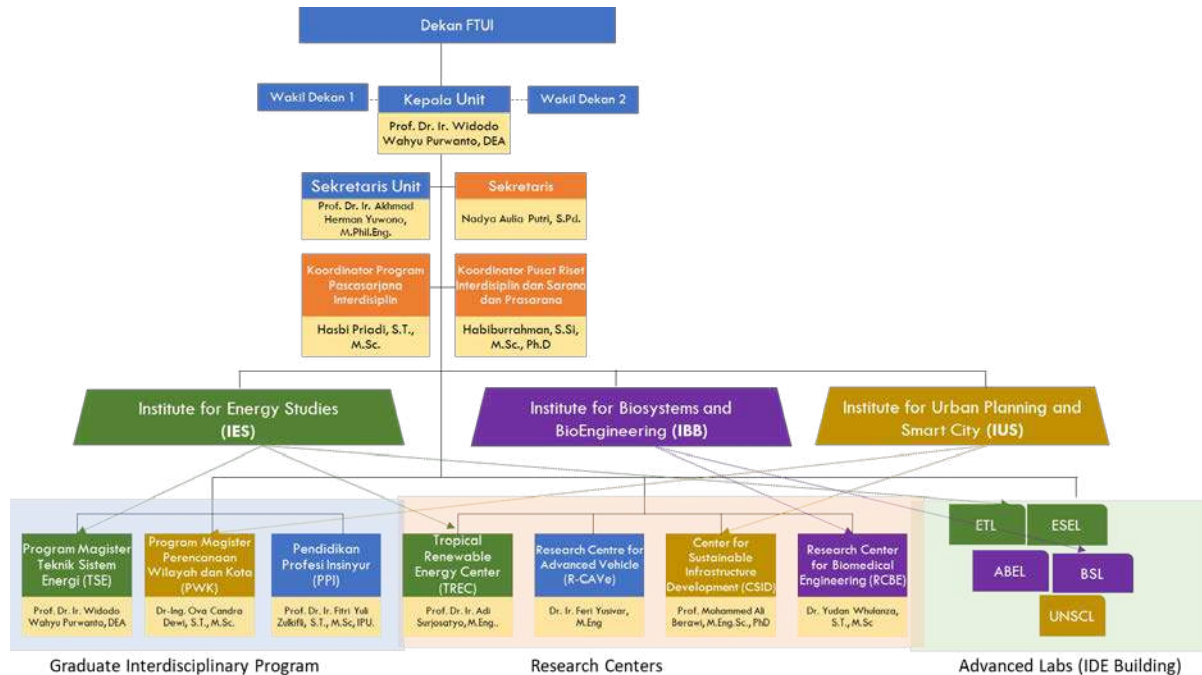 Dekan FTUI
Wakil Dekan 1
Kepala Unit
Wakil Dekan 2
Prof. Dr. Ir. Widodo
Wahyu Purwanto, DEA
Sekretaris Unit
Prof. Dr. Ir. Akhmad
Herman Yuwono,
M.Phil.Eng.
Sekretaris
Nadya Aulia Putri, S.Pd.
Koordinator Program
Pascasarjana
Interdisiplin
Hasbi Priadi, S.T.,
M.Sc.
Koordinator Pusat Riset
Interdisiplin dan Sarana
dan Prasarana
Habiburrahman, S.Si,
M.Sc., Ph.D
Institute for Energy Studies
(IES)
Institute for Biosystems and
BioEngineering (IBB)
Institute for Urban Planning and
Smart City (IUS)
Program Magister
Teknik Sistem
Energi (TSE)
Prof. Dr. Ir. Widodo
Wahyu Purwanto, DEA
Program Magister
Perencanaan
Wilayah dan Kota
(PWK)
Dr-Ing. Ova Candra
Dewi, S.T., M.Sc.
Pendidikan
Profesi Insinyur
(PPI)
Prof. Dr. Ir. Fitri Yuli
Zulkifli, S.T., M.Sc, IPU.
Tropical
Renewable
Energy Center
(TREC)
Prof. Dr. Ir. Adi
Surjosatyo, M.Eng..
Research Centre for
Advanced Vehicle
(R-CAVe)
Dr. Ir. Feri Yusivar,
M.Eng
Center for
Sustainable
Infrastructure
Development (CSID)
Prof. Mohammed Ali
Berawi, M.Eng.Sc., PhD
Research Center
for Biomedical
Engineering (RCBE)
Dr. Yudan Whulanza,
S.T., M.Sc
ETL
ESEL
ABEL
BSL
UNSCL
Graduate Interdisciplinary Program
Research Centers
Advanced Labs (IDE Building)